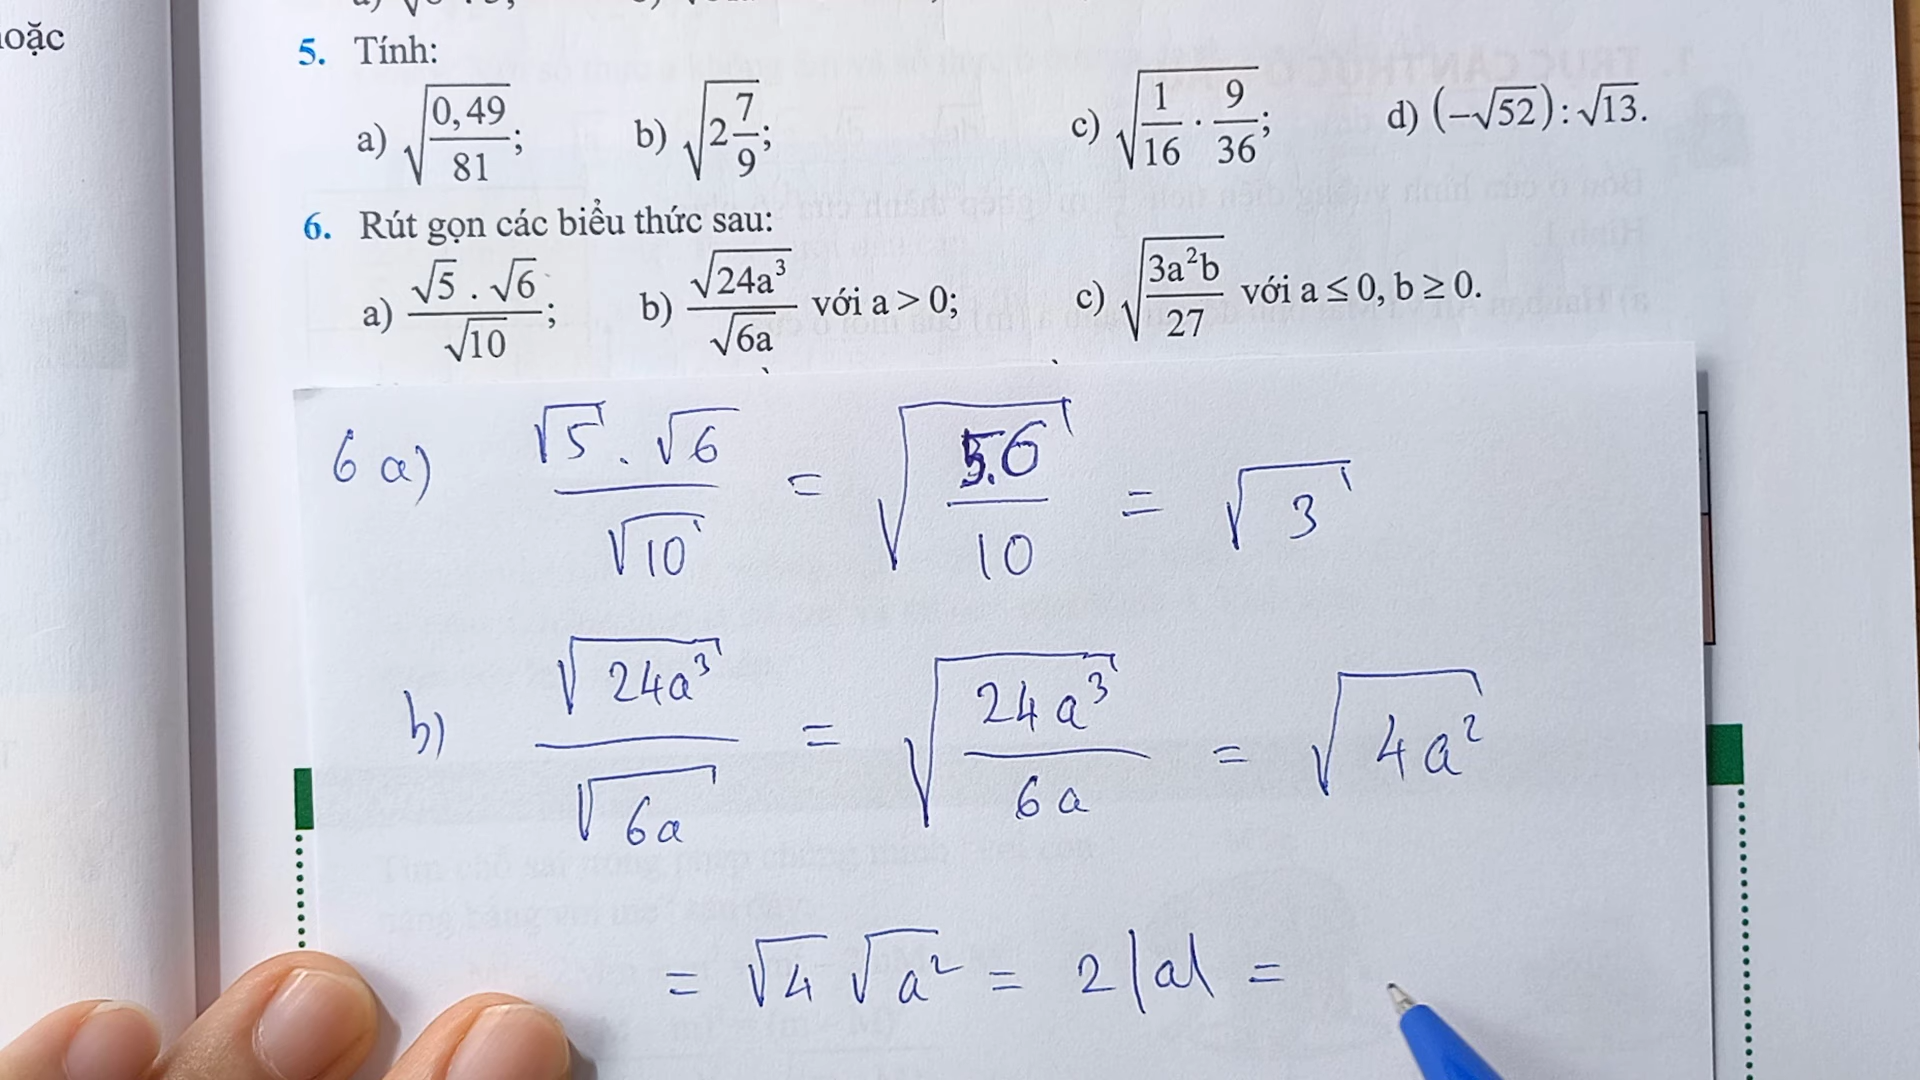 hoặc
5. Tính:
a) √(0,49/81); b) √(2 7/9); c) √(1/16 · 9/36); d) (−√52) : √13.
6. Rút gọn các biểu thức sau:
a) (√5 . √6)/√10; b) √(24a³)/√(6a) với a > 0; c) √(3a²b/27) với a ≤ 0, b ≥ 0.
6 a) (√5 . √6)/√10 = √(5.6/10) = √3
b) √(24a³)/√(6a) = √(24a³/6a) = √(4a²)
= √4 √a² = 2|a| =